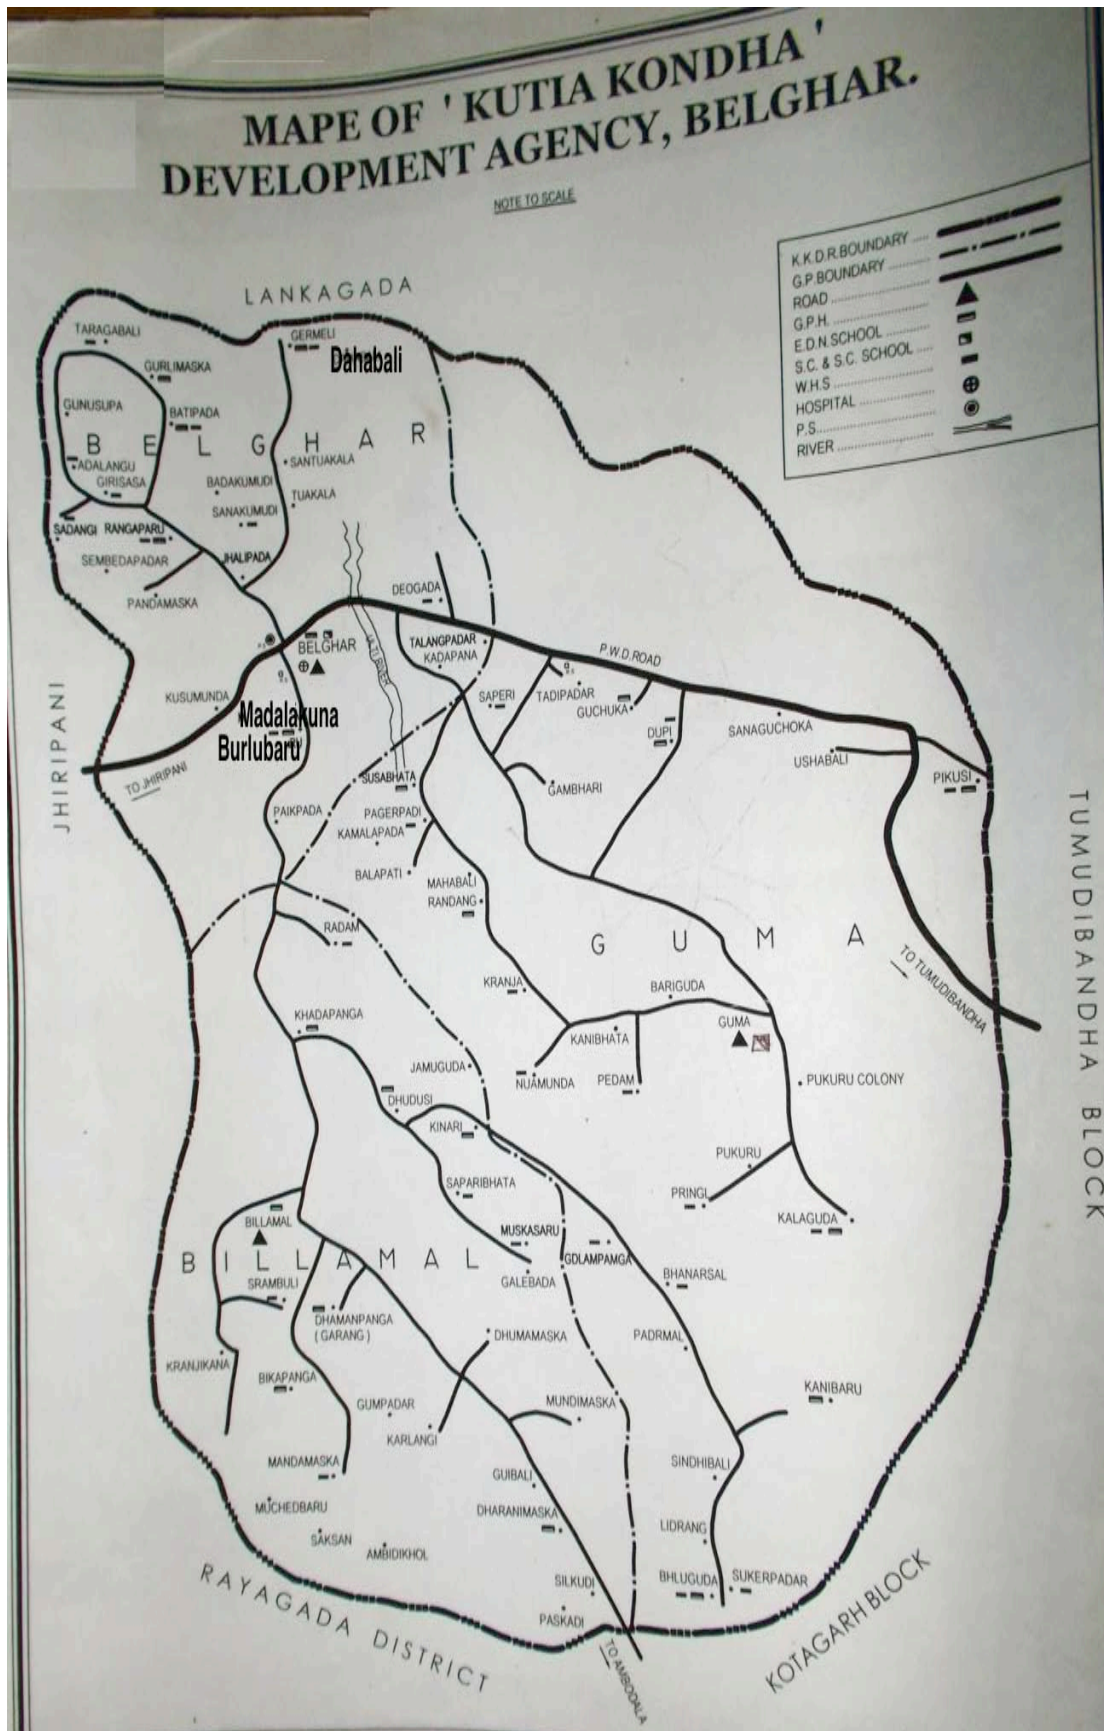 MAPE OF ' KUTIA KONDHA '
DEVELOPMENT AGENCY, BELGHAR.
NOTE TO SCALE
K.K.D.R.BOUNDARY .....
G.P.BOUNDARY ............
ROAD ..........................
G.P.H. .........................
E.D.N.SCHOOL ...........
S.C. & S.C. SCHOOL ....
W.H.S ..........................
HOSPITAL ...................
P.S..............................
RIVER .........................
LANKAGADA
TARAGABALI
GERMELI
Dahabali
GURLIMASKA
GUNUSUPA
BATIPADA
BELGHAR
ADALANGU
SANTUAKALA
GIRISASA
BADAKUMUDI
TUAKALA
SANAKUMUDI
SADANGI
RANGAPARU
SEMBEDAPADAR
JHALIPADA
PANDAMASKA
DEOGADA
BELGHAR
TALANGPADAR
KADAPANA
P.W.D.ROAD
JHIRIPANI
KUSUMUNDA
SAPERI
TADIPADAR
GUCHUKA
Madalakuna
Burlubaru
DUPI
SANAGUCHOKA
USHABALI
TO JHIRIPANI
SUSABHATA
GAMBHARI
PIKUSI
PAIKPADA
PAGERPADI
KAMALAPADA
BALAPATI
MAHABALI
RANDANG
TUMUDIBANDHA BLOCK
RADAM
GUMA
TO TUMUDIBANDHA
KRANJA
BARIGUDA
KHADAPANGA
KANIBHATA
GUMA
JAMUGUDA
NUAMUNDA
PEDAM
PUKURU COLONY
DHUDUSI
KINARI
PUKURU
SAPARIBHATA
PRINGI
BILLAMAL
MUSKASARU
KALAGUDA
BILLAMAL
GDLAMPAMGA
SRAMBULI
GALEBADA
BHANARSAL
DHAMANPANGA
( GARANG )
DHUMAMASKA
PADRMAL
KRANJIKANA
BIKAPANGA
KANIBARU
GUMPADAR
MUNDIMASKA
KARLANGI
MANDAMASKA
SINDHIBALI
GUIBALI
MUCHEDBARU
DHARANIMASKA
SAKSAN
LIDRANG
AMBIDIKHOL
SILKUDI
BHLUGUDA
SUKERPADAR
PASKADI
RAYAGADA DISTRICT
KOTAGARH BLOCK
TO AMBODALA